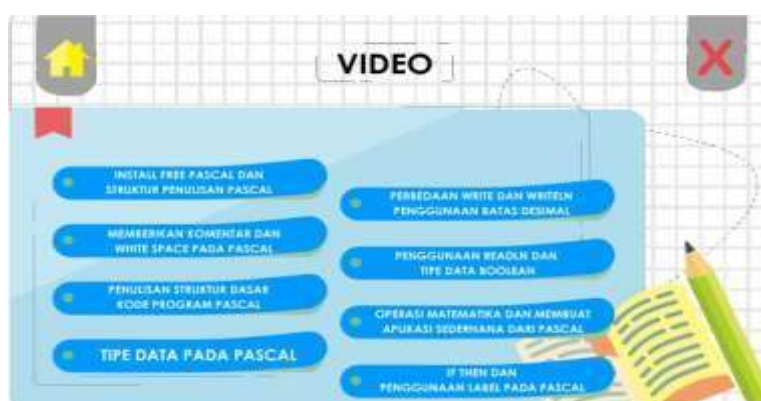 VIDEO
INSTALL FREE PASCAL DAN
STRUKTUR PENULISAN PASCAL
MEMBERIKAN KOMENTAR DAN
WHITE SPACE PADA PASCAL
PENULISAN STRUKTUR DASAR
KODE PROGRAM PASCAL
TIPE DATA PADA PASCAL
PERBEDAAN WRITE DAN WRITELN
PENGGUNAAN BATAS DESIMAL
PENGGUNAAN READLN DAN
TIPE DATA BOOLEAN
OPERASI MATEMATIKA DAN MEMBUAT
APLIKASI SEDERHANA DARI PASCAL
IF THEN DAN
PENGGUNAAN LABEL PADA PASCAL